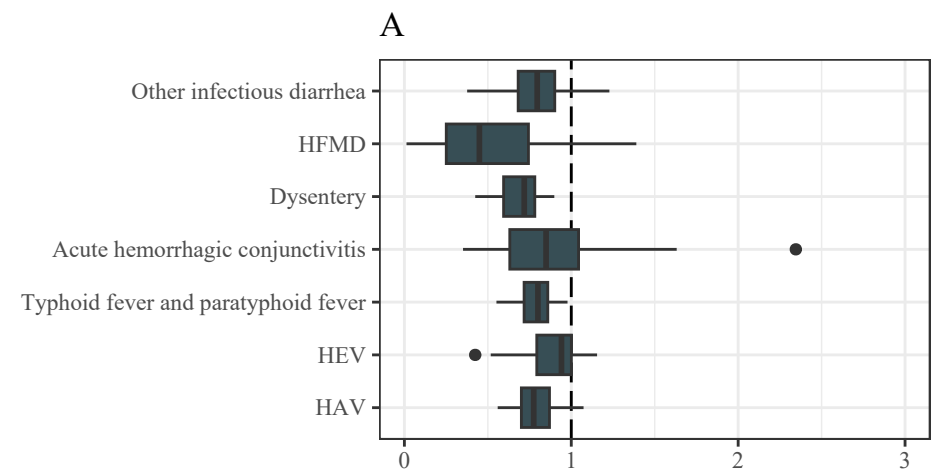 A
Other infectious diarrhea
HFMD
Dysentery
Acute hemorrhagic conjunctivitis
Typhoid fever and paratyphoid fever
HEV
HAV
0 1 2 3